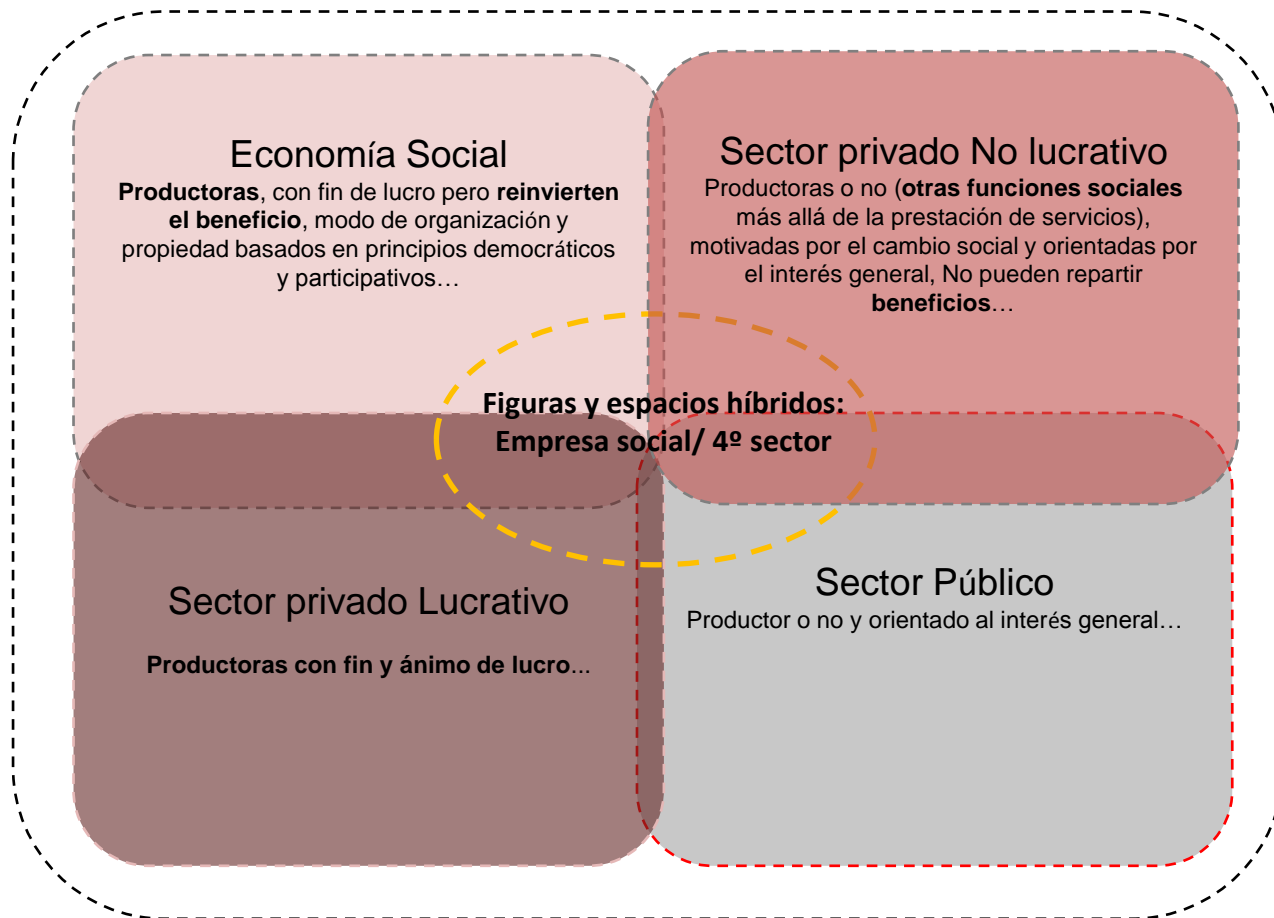 Economía Social
Productoras, con fin de lucro pero reinvierten
el beneficio, modo de organización y
propiedad basados en principios democráticos
y participativos…
Sector privado No lucrativo
Productoras o no (otras funciones sociales
más allá de la prestación de servicios),
motivadas por el cambio social y orientadas por
el interés general, No pueden repartir
beneficios…
Figuras y espacios híbridos:
Empresa social/ 4º sector
Sector privado Lucrativo
Productoras con fin y ánimo de lucro...
Sector Público
Productor o no y orientado al interés general…